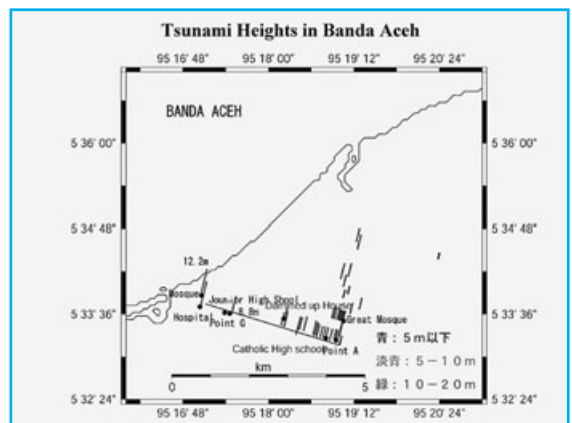 Tsunami Heights in Banda Aceh
95 16' 48" 95 18' 00" 95 19' 12" 95 20' 24"
BANDA ACEH
5 36' 00" 5 36' 00"
5 34' 48" 5 34' 48"
12.2m
Mosque
Jounior High Shool
Dammed up House
5 33' 36" 5 33' 36"
Hospital
Point G
8.8m
Great Mosque
Catholic High school
Point A
青：5m以下
淡青：5－10m
緑：10－20m
km
0 5
5 32' 24" 5 32' 24"
95 16' 48" 95 18' 00" 95 19' 12" 95 20' 24"